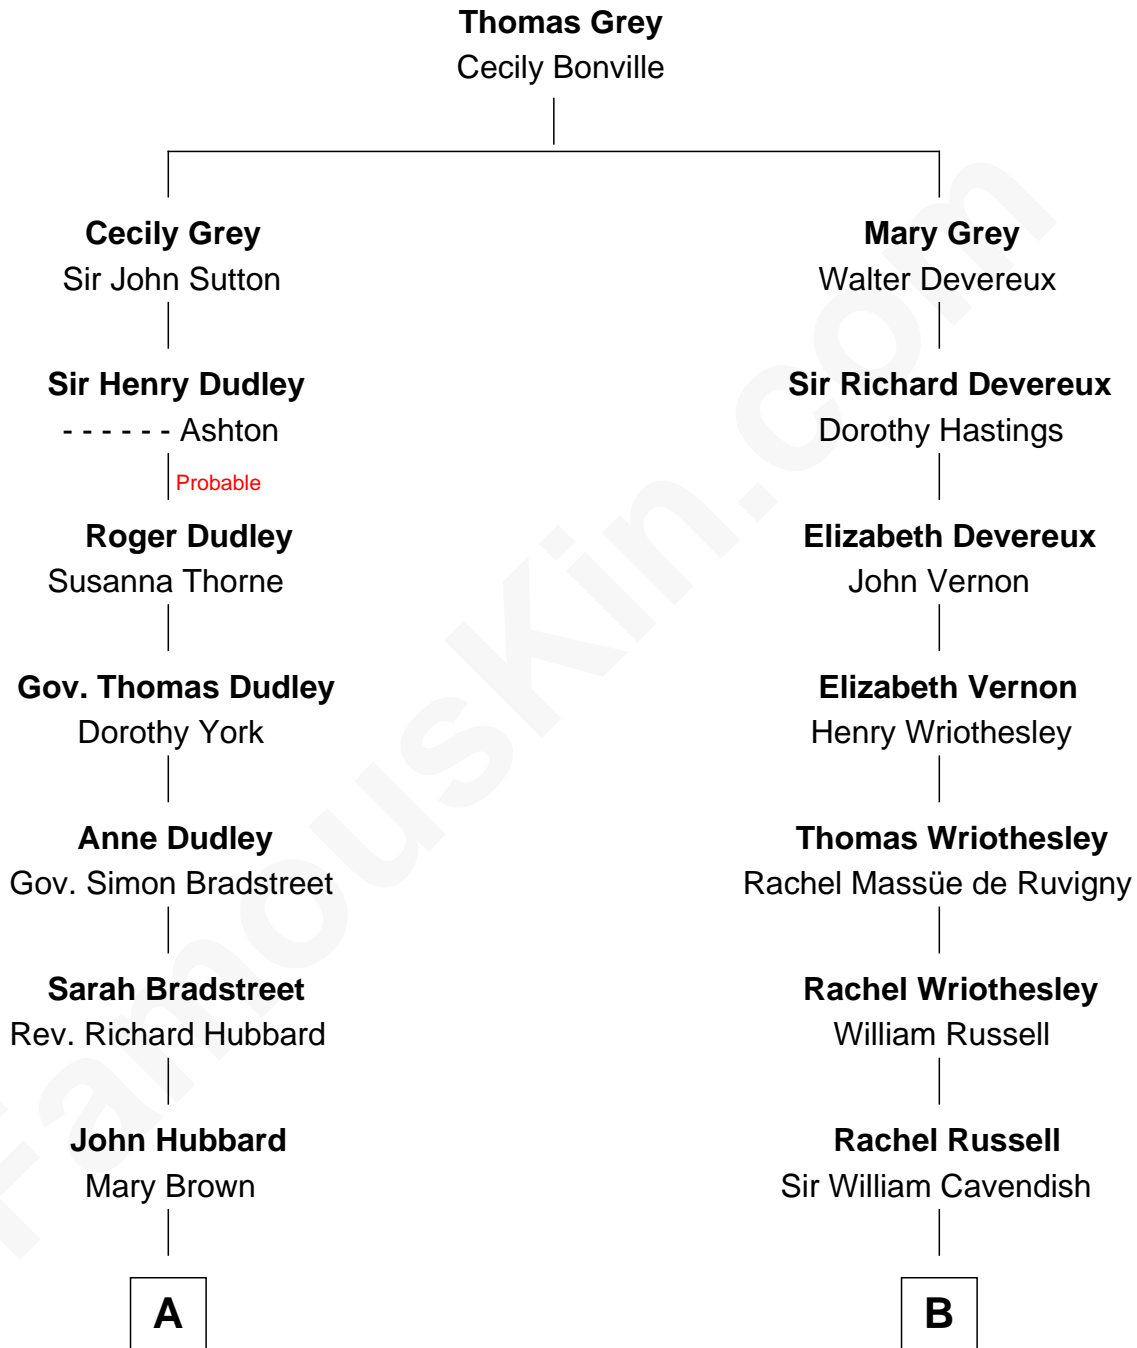 Thomas Grey
Cecily Bonville
Cecily Grey
Sir John Sutton
Sir Henry Dudley
- - - - - - Ashton
Probable
Roger Dudley
Susanna Thorne
Gov. Thomas Dudley
Dorothy York
Anne Dudley
Gov. Simon Bradstreet
Sarah Bradstreet
Rev. Richard Hubbard
John Hubbard
Mary Brown
A
Mary Grey
Walter Devereux
Sir Richard Devereux
Dorothy Hastings
Elizabeth Devereux
John Vernon
Elizabeth Vernon
Henry Wriothesley
Thomas Wriothesley
Rachel Massüe de Ruvigny
Rachel Wriothesley
William Russell
Rachel Russell
Sir William Cavendish
B
FamousKin.com